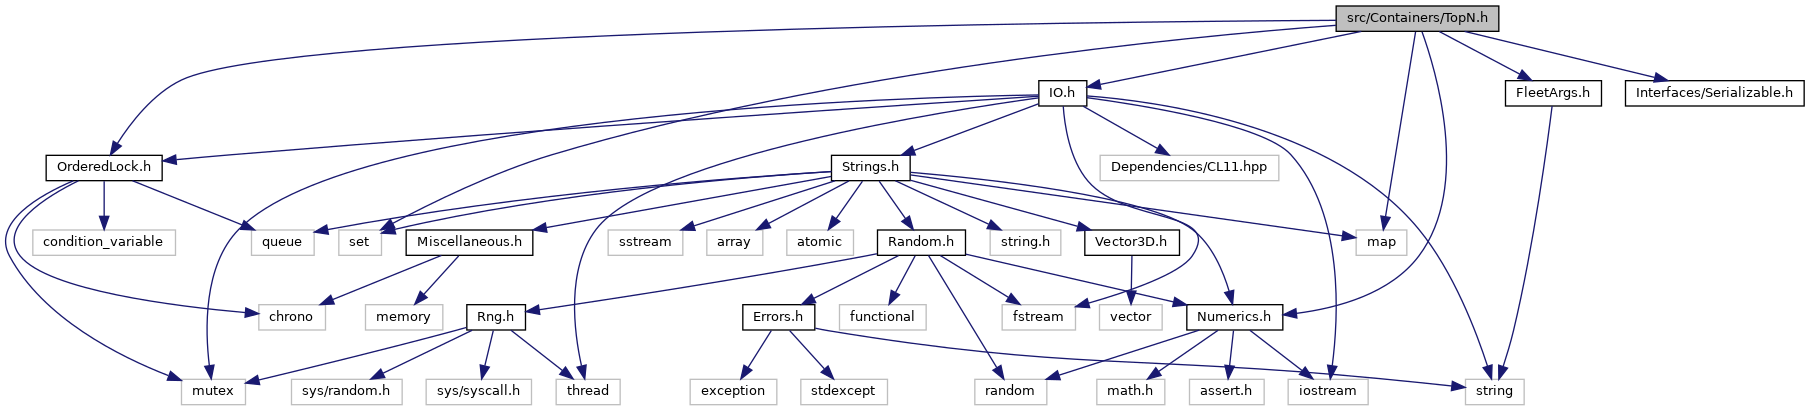 src/Containers/TopN.h
IO.h
FleetArgs.h
Interfaces/Serializable.h
OrderedLock.h
Strings.h
Dependencies/CL11.hpp
condition_variable
queue
set
Miscellaneous.h
sstream
array
atomic
Random.h
string.h
Vector3D.h
map
chrono
memory
Rng.h
Errors.h
functional
fstream
vector
Numerics.h
mutex
sys/random.h
sys/syscall.h
thread
exception
stdexcept
random
math.h
assert.h
iostream
string